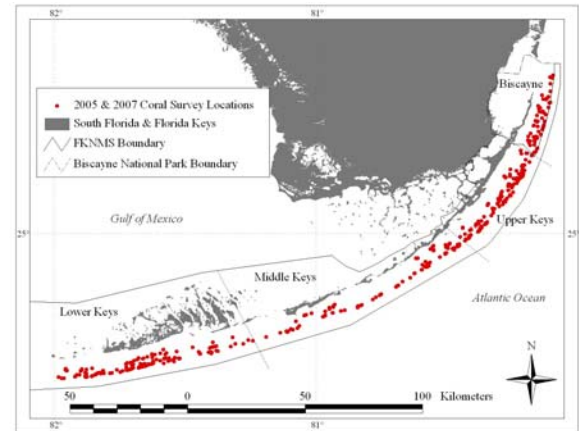 82°
81°
Biscayne
2005 & 2007 Coral Survey Locations
South Florida & Florida Keys
FKNMS Boundary
Biscayne National Park Boundary
Gulf of Mexico
Upper Keys
25°
25°
Middle Keys
Lower Keys
Atlantic Ocean
N
50
0
50
100
Kilometers
82°
81°